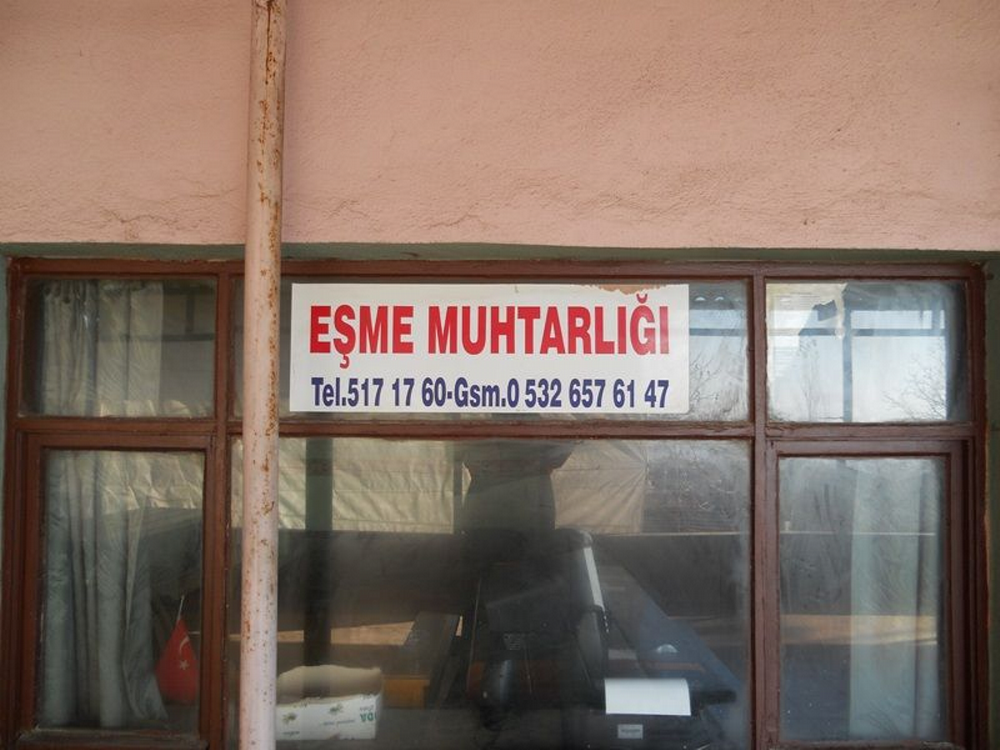 EŞME MUHTARLIĞI
Tel.517 17 60-Gsm.0 532 657 61 47